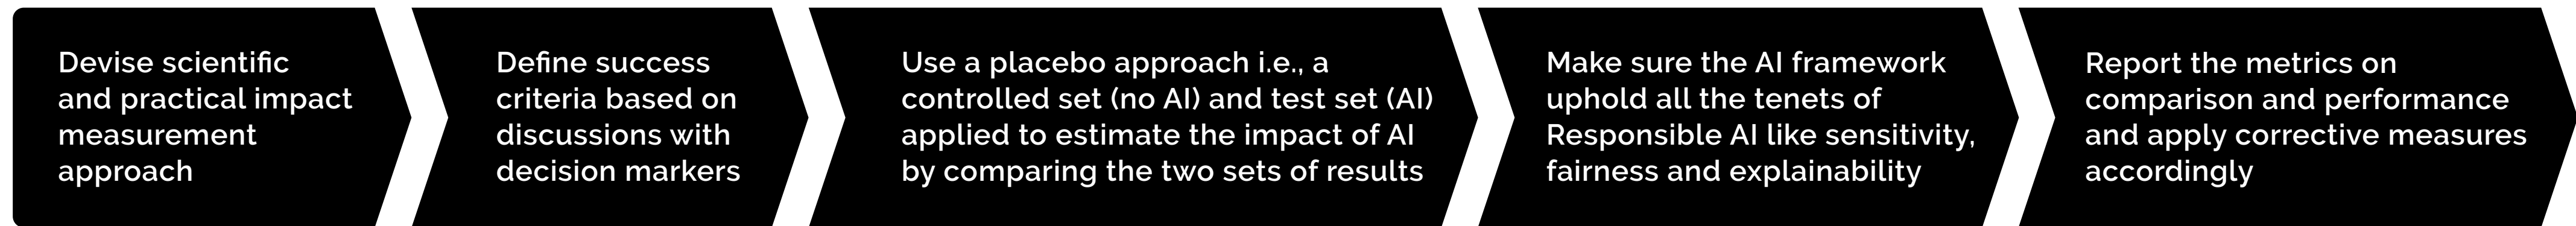 Devise scientific
and practical impact
measurement
approach
Define success
criteria based on
discussions with
decision markers
Use a placebo approach i.e., a
controlled set (no AI) and test set (AI)
applied to estimate the impact of AI
by comparing the two sets of results
Make sure the AI framework
uphold all the tenets of
Responsible AI like sensitivity,
fairness and explainability
Report the metrics on
comparison and performance
and apply corrective measures
accordingly